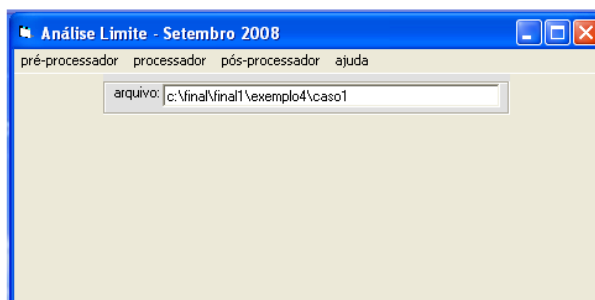 Análise Limite - Setembro 2008
pré-processador processador pós-processador ajuda
arquivo: c:\final\final1\exemplo4\caso1